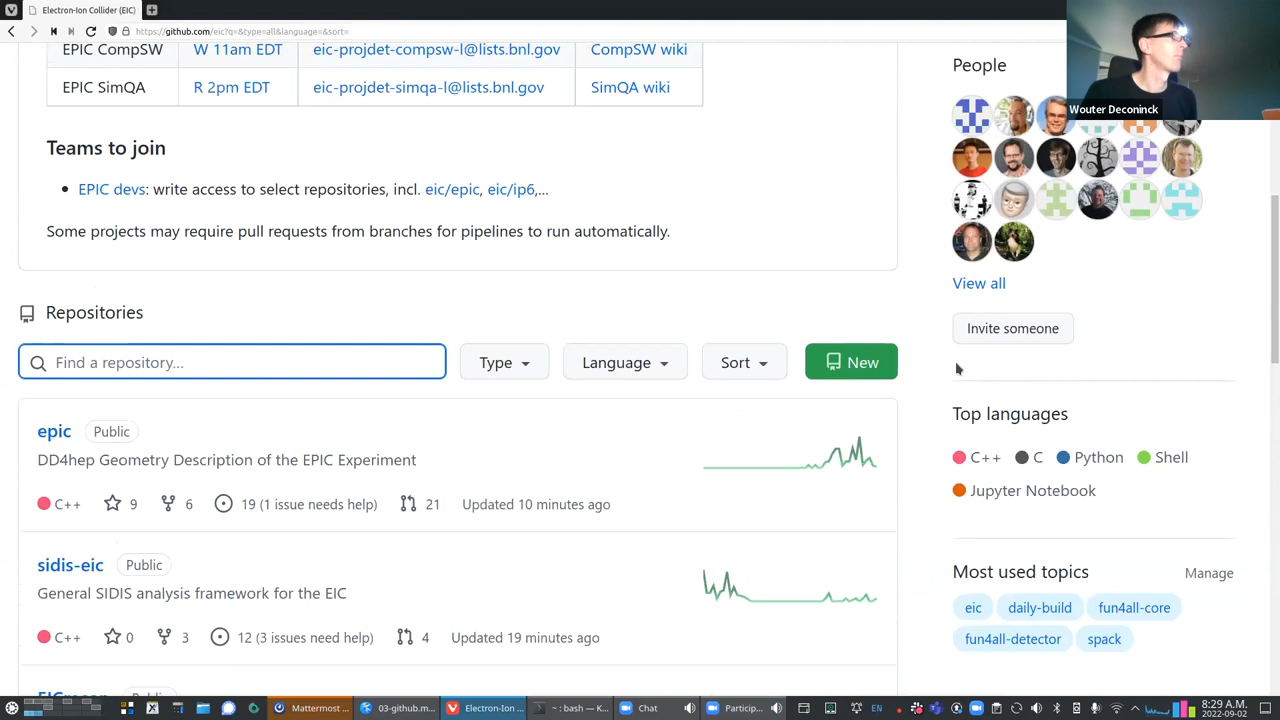 Electron-Ion Collider (EIC)
https://github.com/eic?q=&type=all&language=&sort=
EPIC CompSW W 11am EDT eic-projdet-compsw-l@lists.bnl.gov CompSW wiki
EPIC SimQA R 2pm EDT eic-projdet-simqa-l@lists.bnl.gov SimQA wiki
Teams to join
EPIC devs: write access to select repositories, incl. eic/epic, eic/ip6,...
Some projects may require pull requests from branches for pipelines to run automatically.
Repositories
Find a repository...
Type
Language
Sort
New
epic Public
DD4hep Geometry Description of the EPIC Experiment
C++ 9 6 19 (1 issue needs help) 21 Updated 10 minutes ago
sidis-eic Public
General SIDIS analysis framework for the EIC
C++ 0 3 12 (3 issues need help) 4 Updated 19 minutes ago
People
Wouter Deconinck
View all
Invite someone
Top languages
C++ C Python Shell
Jupyter Notebook
Most used topics Manage
eic daily-build fun4all-core
fun4all-detector spack
Mattermost ...
03-github.m...
Electron-Ion ...
~ : bash — K...
Chat
Particip...
EN
8:29 A.M.
2022-09-02